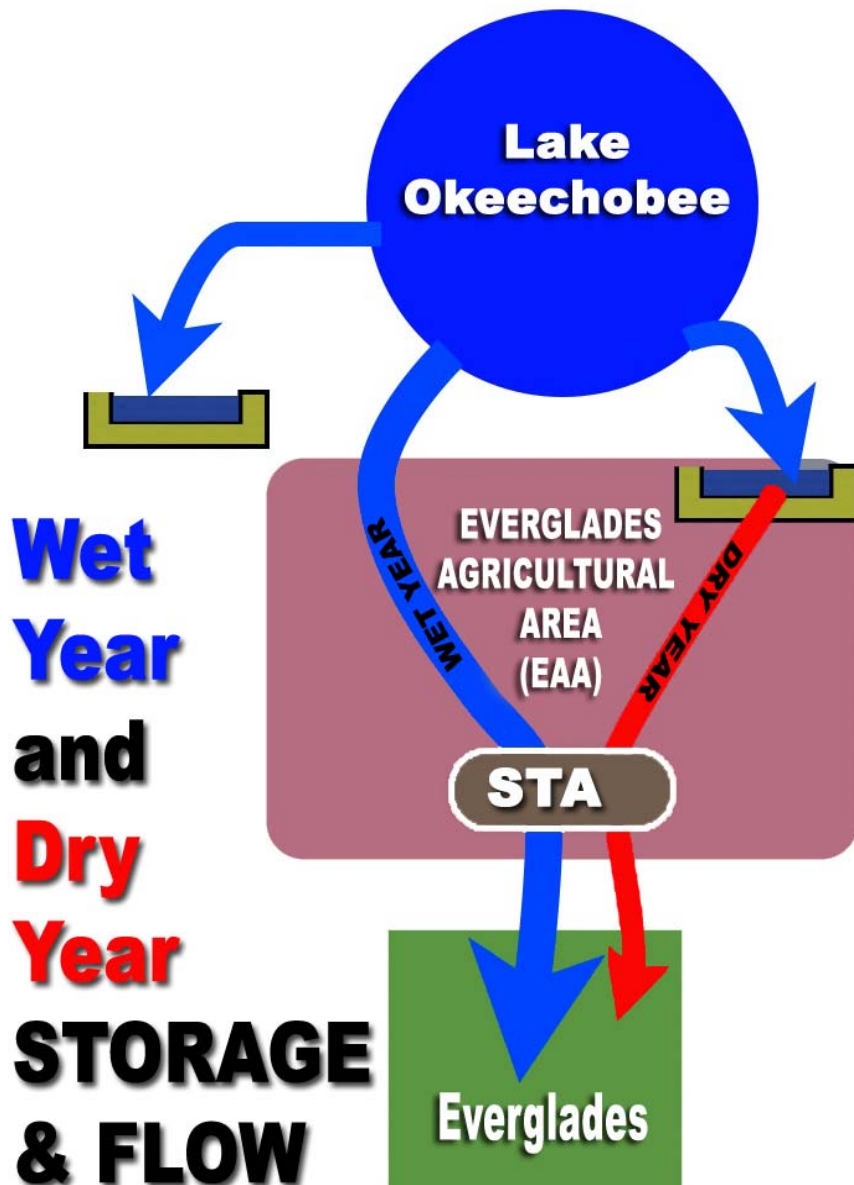 Lake
Okeechobee
WET YEAR
EVERGLADES
AGRICULTURAL
AREA
(EAA)
DRY YEAR
STA
Everglades
Wet
Year
and
Dry
Year
STORAGE
& FLOW